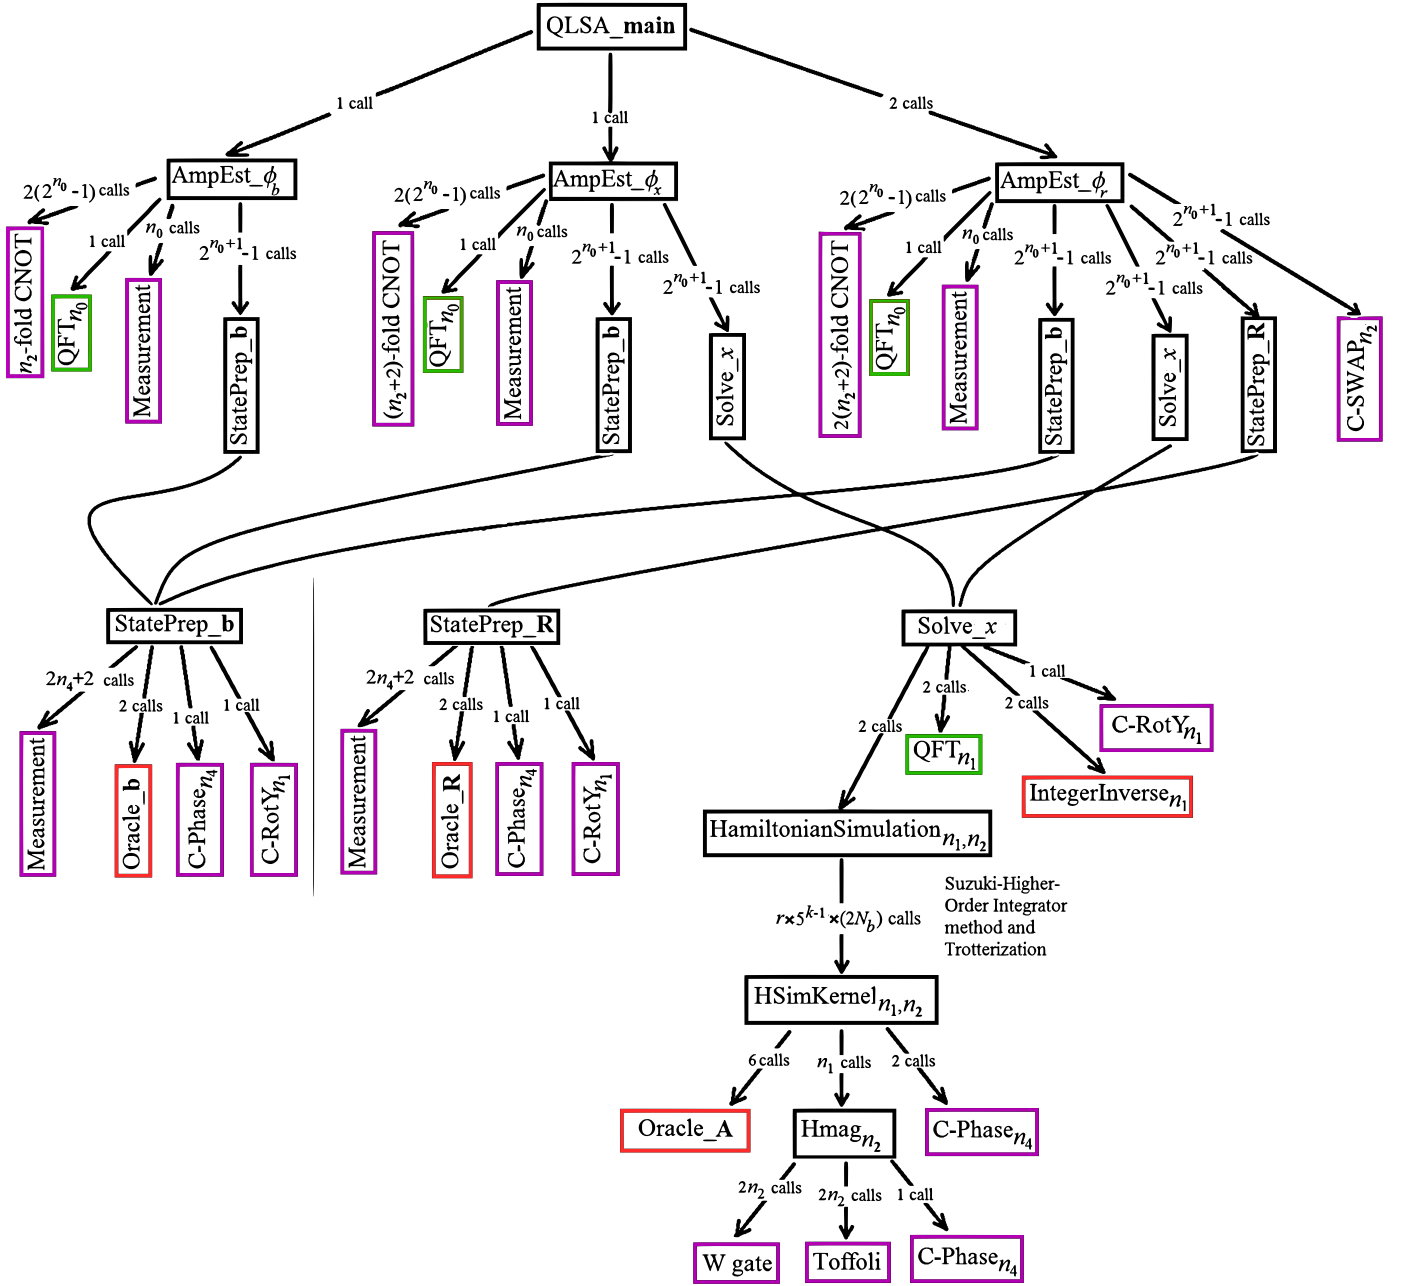 QLSA_main
1 call
1 call
2 calls
AmpEst_ϕb
AmpEst_ϕx
AmpEst_ϕr
2(2^n0 -1) calls
1 call
n0 calls
2^n0+1 -1 calls
2(2^n0 -1) calls
1 call
n0 calls
2^n0+1 -1 calls
2^n0+1 -1 calls
2(2^n0 -1) calls
1 call
n0 calls
2^n0+1 -1 calls
2^n0+1 -1 calls
2^n0+1 -1 calls
2^n0+1 -1 calls
n2-fold CNOT
QFTn0
Measurement
StatePrep_b
(n2+2)-fold CNOT
QFTn0
Measurement
StatePrep_b
Solve_x
2(n2+2)-fold CNOT
QFTn0
Measurement
StatePrep_b
Solve_x
StatePrep_R
C-SWAPn2
StatePrep_b
2n4+2 calls
2 calls
1 call
1 call
Measurement
Oracle_b
C-Phasen4
C-RotYn1
StatePrep_R
2n4+2 calls
2 calls
1 call
1 call
Measurement
Oracle_R
C-Phasen4
C-RotYn1
Solve_x
2 calls
2 calls
2 calls
1 call
C-RotYn1
QFTn1
IntegerInversen1
HamiltonianSimulationn1,n2
r×5^k-1×(2Nb) calls
Suzuki-Higher-
Order Integrator
method and
Trotterization
HSimKerneln1,n2
6 calls
n1 calls
2 calls
Oracle_A
Hmagn2
C-Phasen4
2n2 calls
2n2 calls
1 call
W gate
Toffoli
C-Phasen4